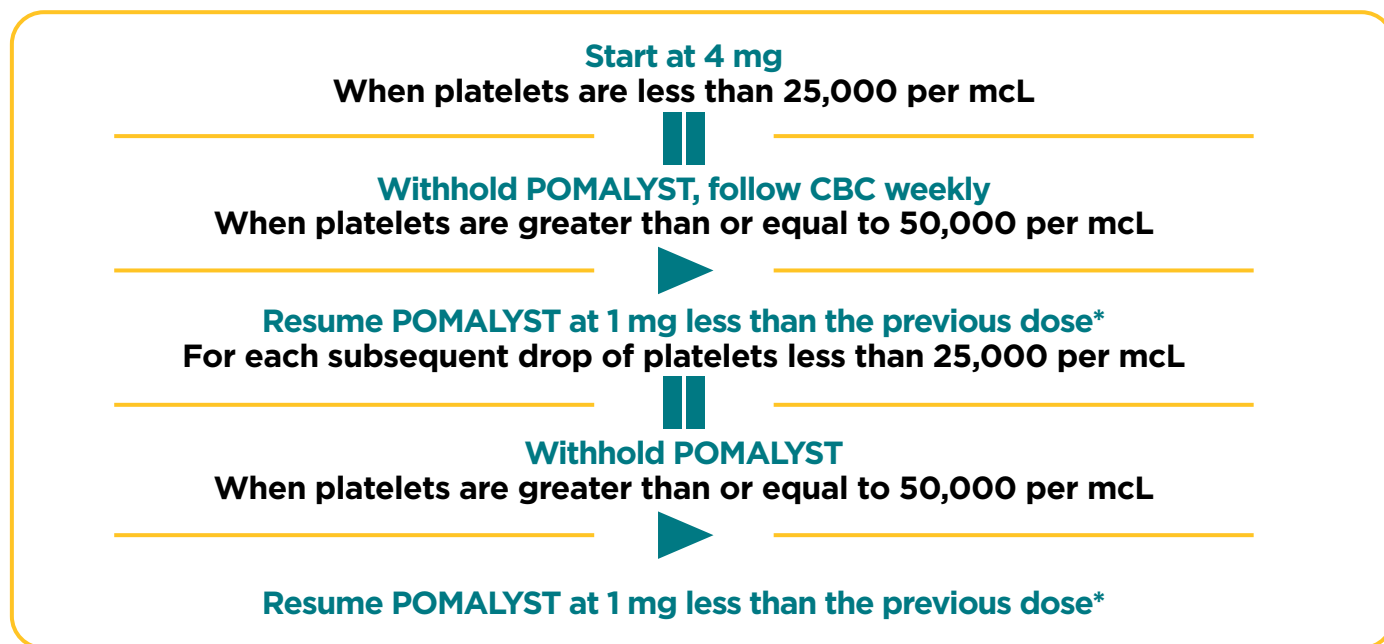 Start at 4 mg
When platelets are less than 25,000 per mcL
Withhold POMALYST, follow CBC weekly
When platelets are greater than or equal to 50,000 per mcL
Resume POMALYST at 1 mg less than the previous dose*
For each subsequent drop of platelets less than 25,000 per mcL
Withhold POMALYST
When platelets are greater than or equal to 50,000 per mcL
Resume POMALYST at 1 mg less than the previous dose*